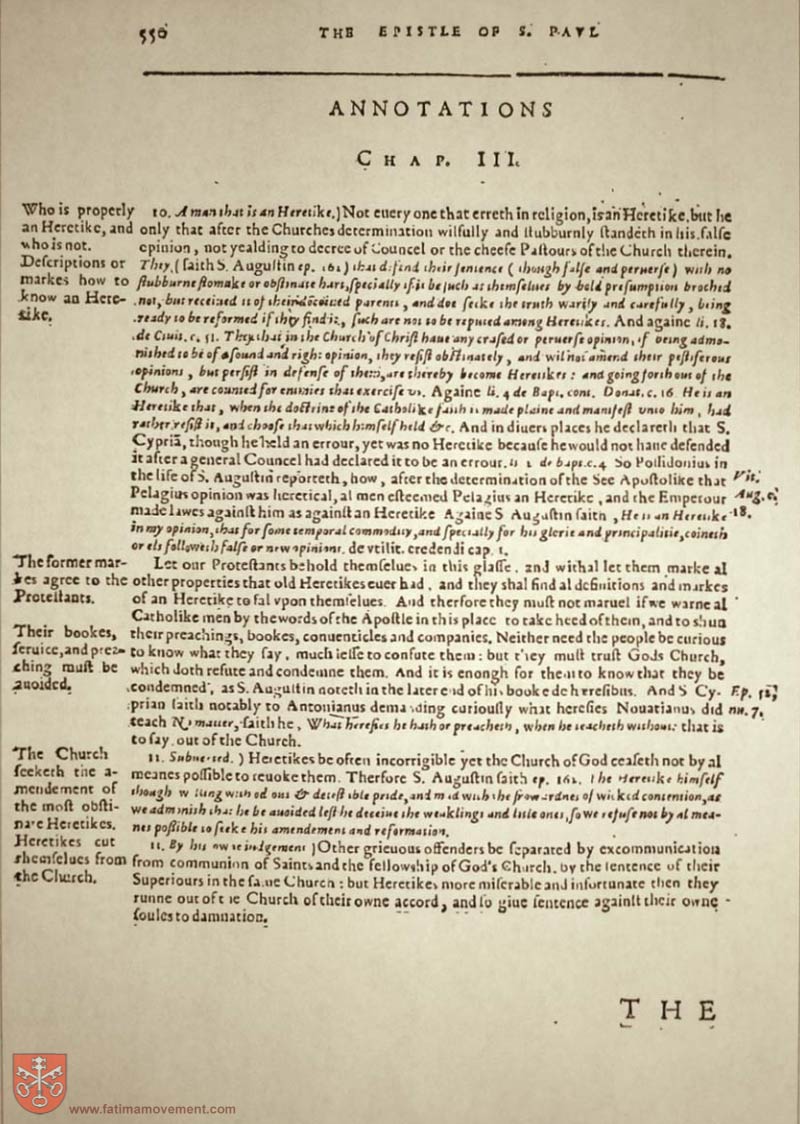 550 THE EPISTLE OF S. PAVL
ANNOTATIONS
CHAP. III.
Who is properly
an Heretike, and
who is not.
Descriptions or
markes how to
know an Here-
tike.
10. A man that is an Heretike.) Not euery one that erreth in religion, is an Heretike, but he
only that after the Churches determination wilfully and stubburnly standeth in his false
opinion, not yealding to decree of Councel or the cheefe Pastours of the Church therein.
They (saith S. Augustin ep. 162) that defend their sentence (though false and peruerse) with no
stubburne stomake or obstinate hart, specially if it be such as themselues by bold presumption broched
not, but receiued it of their deceiued parents, and doe seeke the truth warily and carefully, being
ready to be reformed if they find it, such are not to be reputed among Heretikes. And againe li. 18.
de Ciuit. c. 51. They that in the Church of Christ haue any crased or peruerse opinion, if being admo-
nished to be of a sound and right opinion, they resist obstinately, and wil not amend their pestiferous
opinions, but persist in defense of them, are thereby become Heretikes: and going forth out of the
Church, are counted for enimies that exercise vs. Againe li. 4 de Bapt. cont. Donat. c. 16 He is an
Heretike that, when the doctrine of the Catholike faith is made plaine and manifest vnto him, had
rather resist it, and choose that which himself held &c. And in diuers places he declareth that S.
Cypriã, though he held an errour, yet was no Heretike because he would not haue defended
it after a general Councel had declared it to be an errour. li 2 de bapt. c. 4 So Possidonius in
the life of S. Augustin reporteth, how, after the determination of the See Apostolike that
Pelagius opinion was heretical, al men esteemed Pelagius an Heretike, and the Emperour
made lawes against him as against an Heretike Againe S Augustin saith, He is an Heretike
in my opinion, that for some temporal commodity, and specially for his glorie and principalitie, coineth
or els followeth false or new opinions. de vtilit. credendi cap. 1.
Vit.
Aug. c.
18.
The former mar-
kes agree to the
Protestants.
Let our Protestants behold themselues in this glasse, and withal let them marke al
other properties that old Heretikes euer had, and they shal find al definitions and markes
of an Heretike to fal vpon themselues. And therfore they must not maruel if we warne al
Catholike men by the words of the Apostle in this place to take heed of them, and to shun
their preachings, bookes, conuenticles and companies. Neither need the people be curious
to know what they say, much lesse to confute them: but they must trust Gods Church,
which doth refute and condemne them. And it is enongh for them to know that they be
condemned, as S. Augustin noteth in the later end of his booke de heresibus. And S Cy-
prian saith notably to Antonianus demanding curiously what heresies Nouatianus did
teach No mauer, saith he, What heresies he hath or preacheth, when he teacheth without: that is
to say, out of the Church.
Their bookes,
seruice, and prea-
ching must be
auoided.
Ep. 52,
nu. 7.
The Church
seeketh the a-
mendement of
the most obsti-
nate Heretikes.
11. Subuerted.) Heretikes be often incorrigible yet the Church of God ceaseth not by al
meanes possible to reuoke them. Therfore S. Augustin saith ep. 162. The Heretike himself
though swelling with odious & detestible pride, and mad with the frowardnes of wicked contention, as
we admonish that he be auoided lest he deceiue the weaklings and litle ones, so we refuse not by al mea-
nes possible to seeke his amendement and reformation.
Heretikes cut
themselues from
the Church.
11. By his owne iudgement) Other grieuous offenders be separated by excommunication
from communion of Saints and the fellowship of God's Church, by the sentence of their
Superiours in the same Church: but Heretikes more miserable and infortunate then they
runne out of the Church of their owne accord, and so giue sentence against their owne
soules to damnation.
THE
www.fatimamovement.com